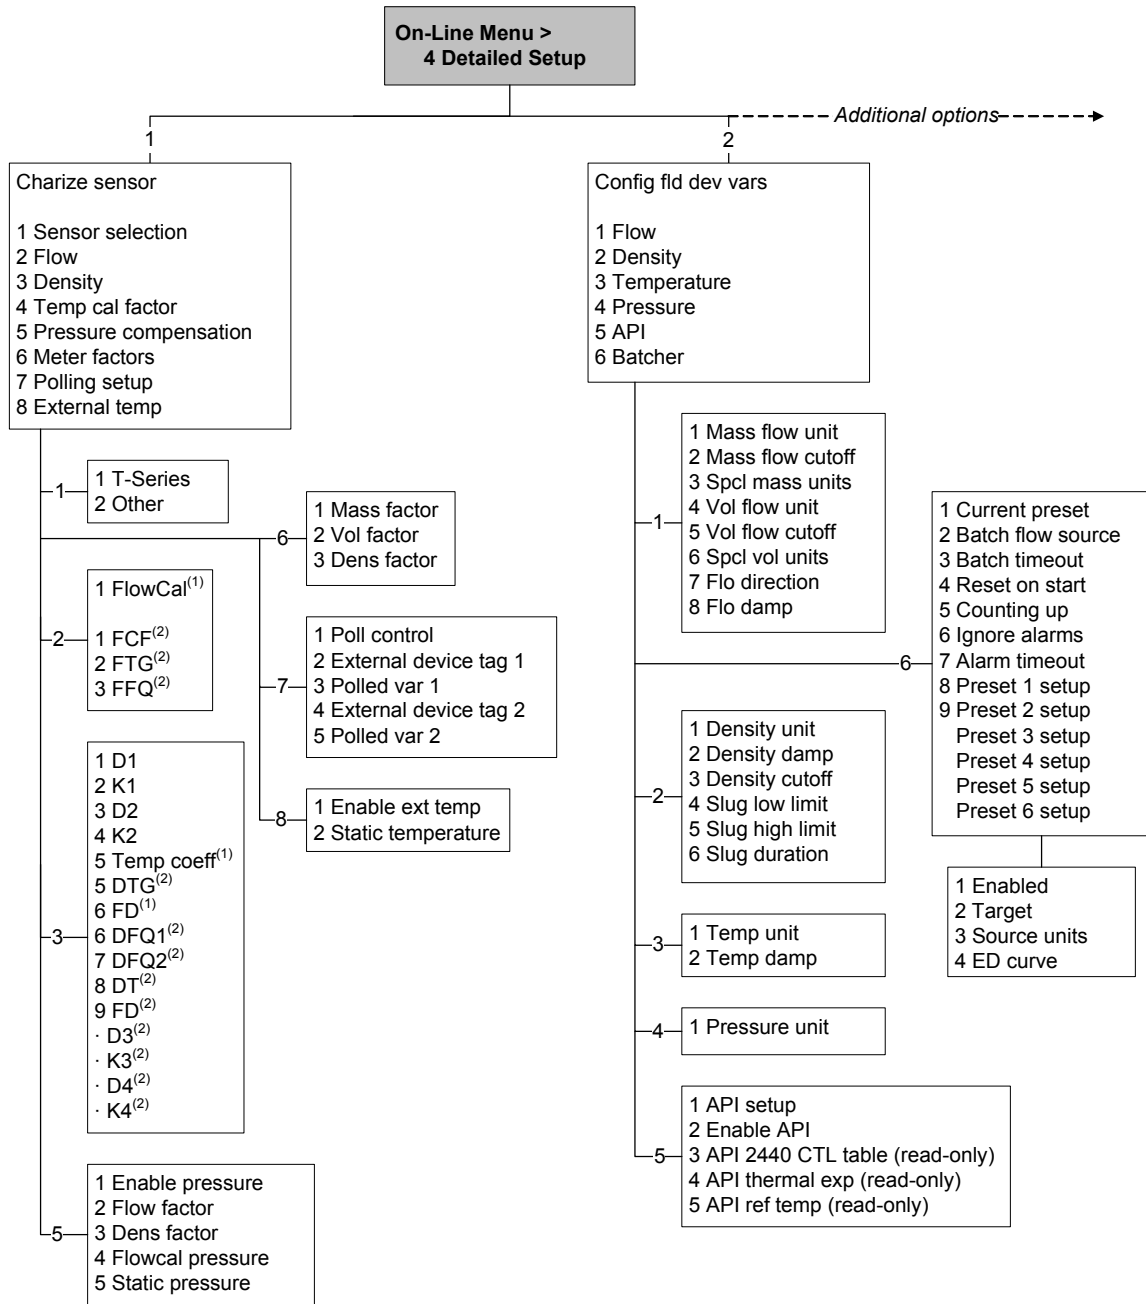 On-Line Menu >
4 Detailed Setup
Additional options
1
2
Charize sensor
1 Sensor selection
2 Flow
3 Density
4 Temp cal factor
5 Pressure compensation
6 Meter factors
7 Polling setup
8 External temp
1
1 T-Series
2 Other
2
1 FlowCal(1)
1 FCF(2)
2 FTG(2)
3 FFQ(2)
3
1 D1
2 K1
3 D2
4 K2
5 Temp coeff(1)
5 DTG(2)
6 FD(1)
6 DFQ1(2)
7 DFQ2(2)
8 DT(2)
9 FD(2)
· D3(2)
· K3(2)
· D4(2)
· K4(2)
5
1 Enable pressure
2 Flow factor
3 Dens factor
4 Flowcal pressure
5 Static pressure
6
1 Mass factor
2 Vol factor
3 Dens factor
7
1 Poll control
2 External device tag 1
3 Polled var 1
4 External device tag 2
5 Polled var 2
8
1 Enable ext temp
2 Static temperature
Config fld dev vars
1 Flow
2 Density
3 Temperature
4 Pressure
5 API
6 Batcher
1
1 Mass flow unit
2 Mass flow cutoff
3 Spcl mass units
4 Vol flow unit
5 Vol flow cutoff
6 Spcl vol units
7 Flo direction
8 Flo damp
2
1 Density unit
2 Density damp
3 Density cutoff
4 Slug low limit
5 Slug high limit
6 Slug duration
3
1 Temp unit
2 Temp damp
4
1 Pressure unit
5
1 API setup
2 Enable API
3 API 2440 CTL table (read-only)
4 API thermal exp (read-only)
5 API ref temp (read-only)
6
1 Current preset
2 Batch flow source
3 Batch timeout
4 Reset on start
5 Counting up
6 Ignore alarms
7 Alarm timeout
8 Preset 1 setup
9 Preset 2 setup
Preset 3 setup
Preset 4 setup
Preset 5 setup
Preset 6 setup
1 Enabled
2 Target
3 Source units
4 ED curve